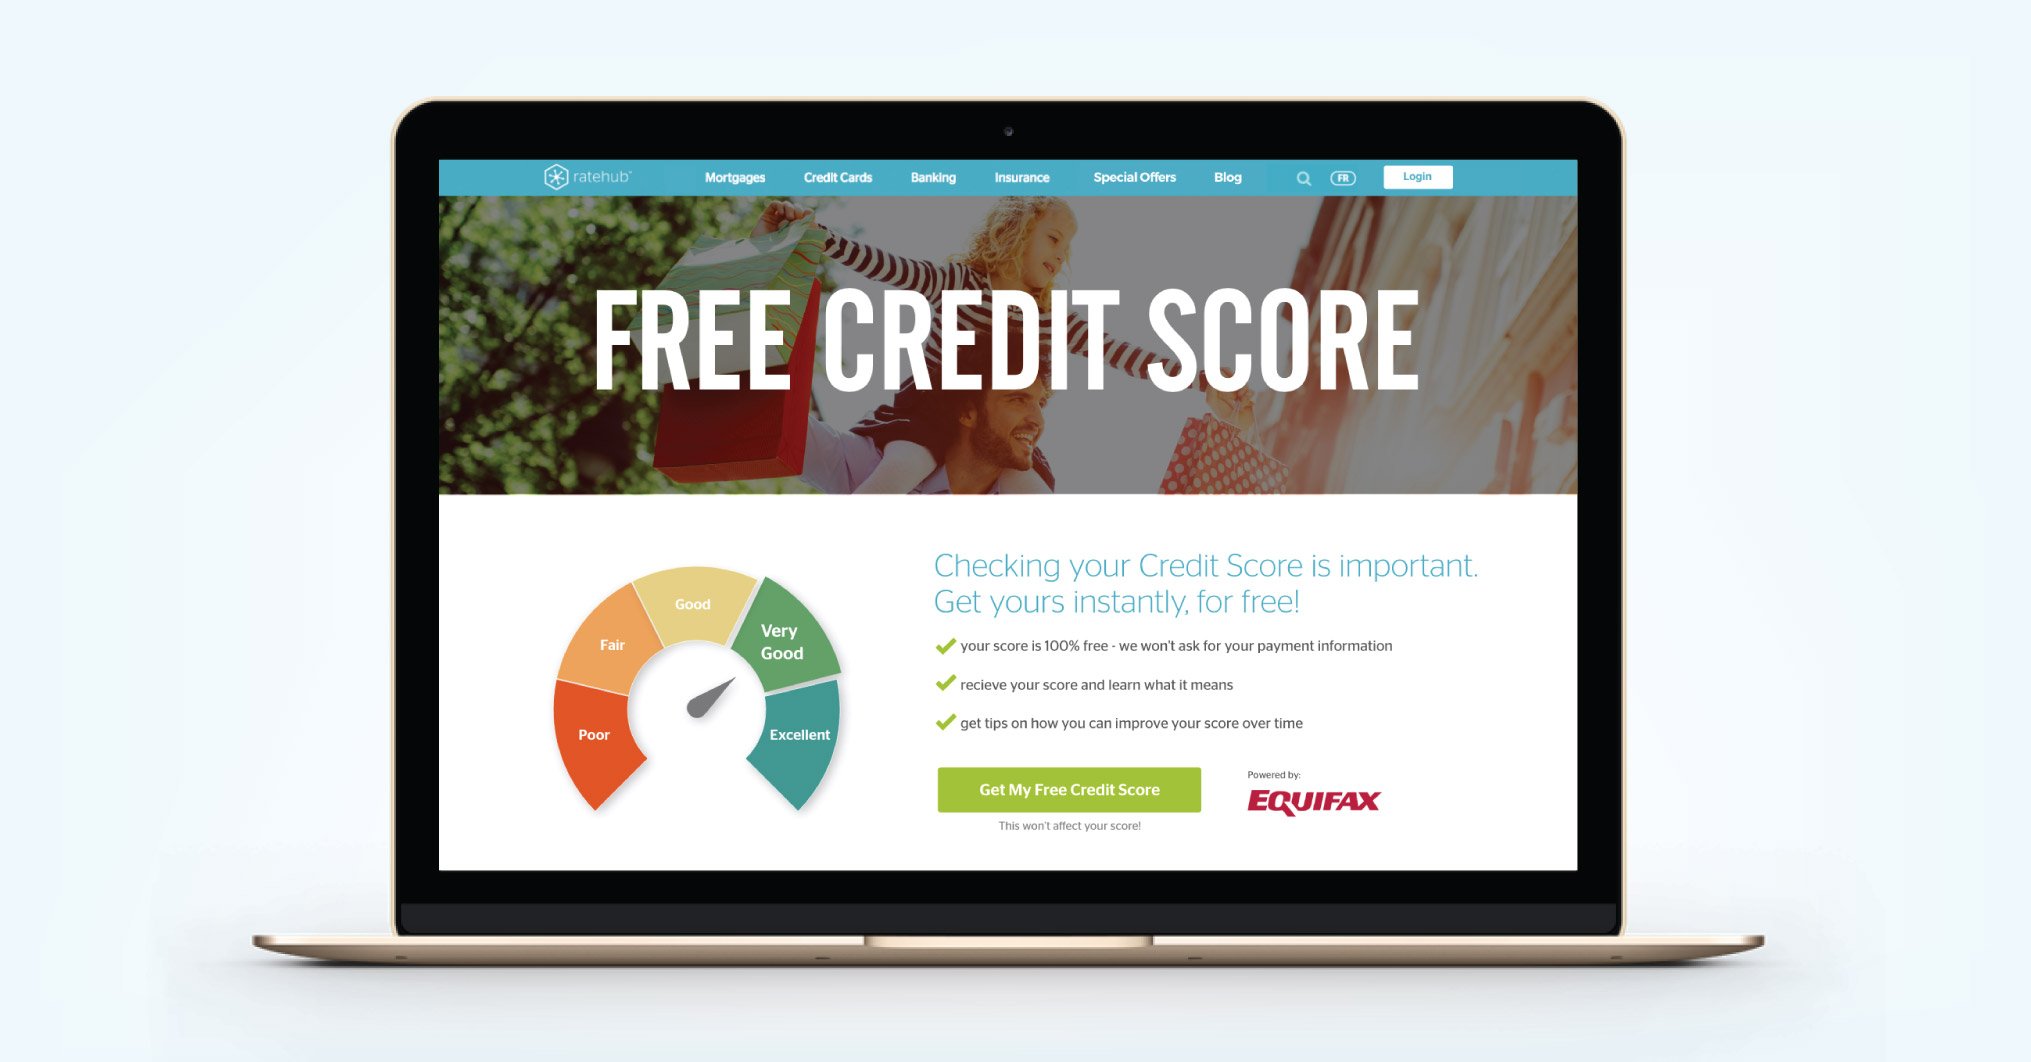 ratehub
Mortgages Credit Cards Banking Insurance Special Offers Blog FR Login
FREE CREDIT SCORE
Poor
Fair
Good
Very
Good
Excellent
Checking your Credit Score is important.
Get yours instantly, for free!
your score is 100% free - we won't ask for your payment information
recieve your score and learn what it means
get tips on how you can improve your score over time
Get My Free Credit Score
This won't affect your score!
Powered by:
EQUIFAX